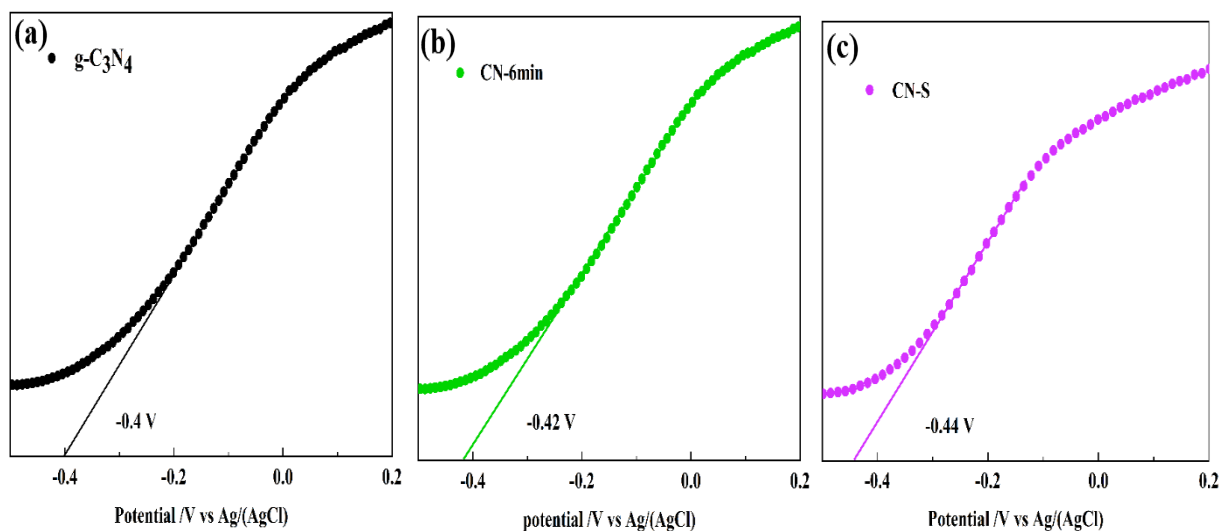 (a)
g-C3N4
-0.4 V
-0.4 -0.2 0.0 0.2
Potential /V vs Ag/(AgCl)
(b)
CN-6min
-0.42 V
-0.4 -0.2 0.0 0.2
potential /V vs Ag/(AgCl)
(c)
CN-S
-0.44 V
-0.4 -0.2 0.0 0.2
Potential /V vs Ag/(AgCl)